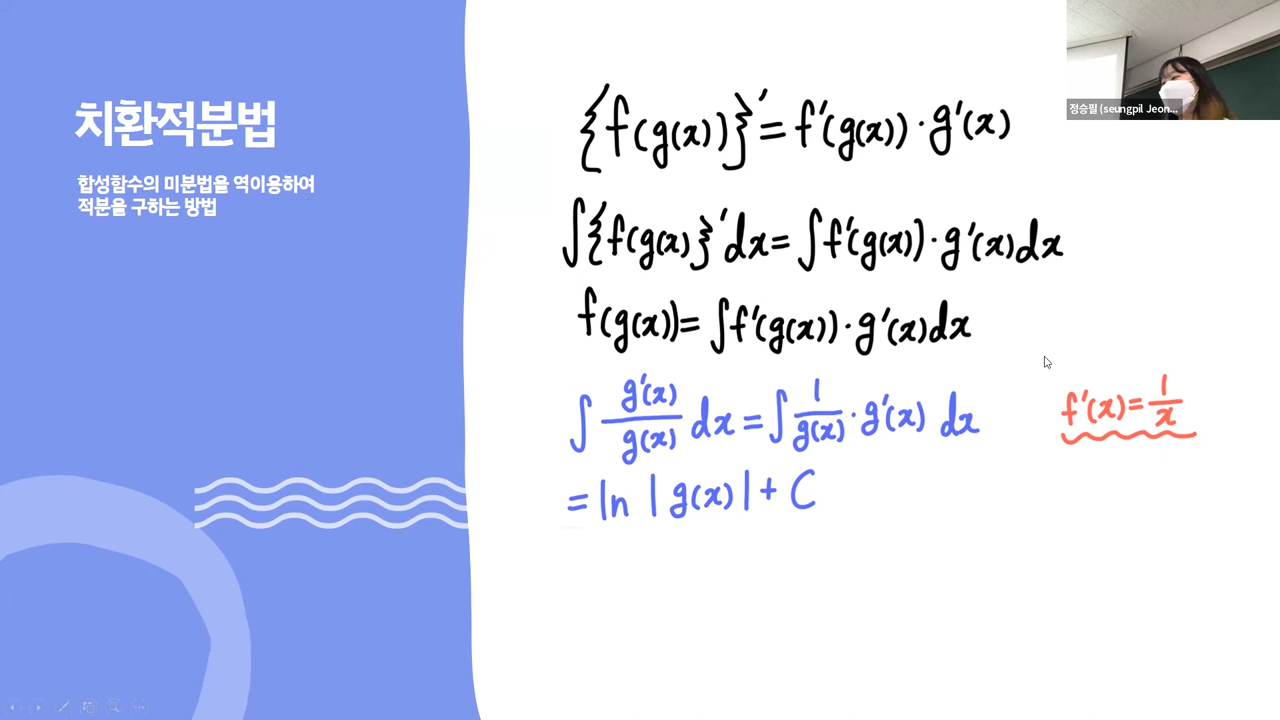 치환적분법
합성함수의 미분법을 역이용하여
적분을 구하는 방법
{f(g(x))}'=f'(g(x))·g'(x)
∫{f(g(x)}'dx=∫f'(g(x))·g'(x)dx
f(g(x))=∫f'(g(x))·g'(x)dx
∫ g'(x)/g(x) dx=∫ 1/g(x)·g'(x) dx
f'(x)=1/x
=ln|g(x)|+C
정승필 (seungpil Jeon...